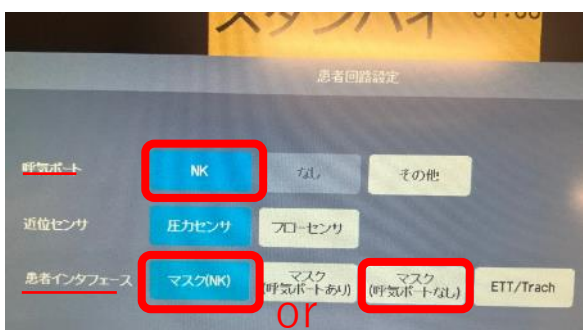 スタンバイ
患者回路設定
呼気ポート NK なし その他
近位センサ 圧力センサ フローセンサ
患者インタフェース マスク(NK) マスク(呼気ポートあり) マスク(呼気ポートなし) ETT/Trach
or